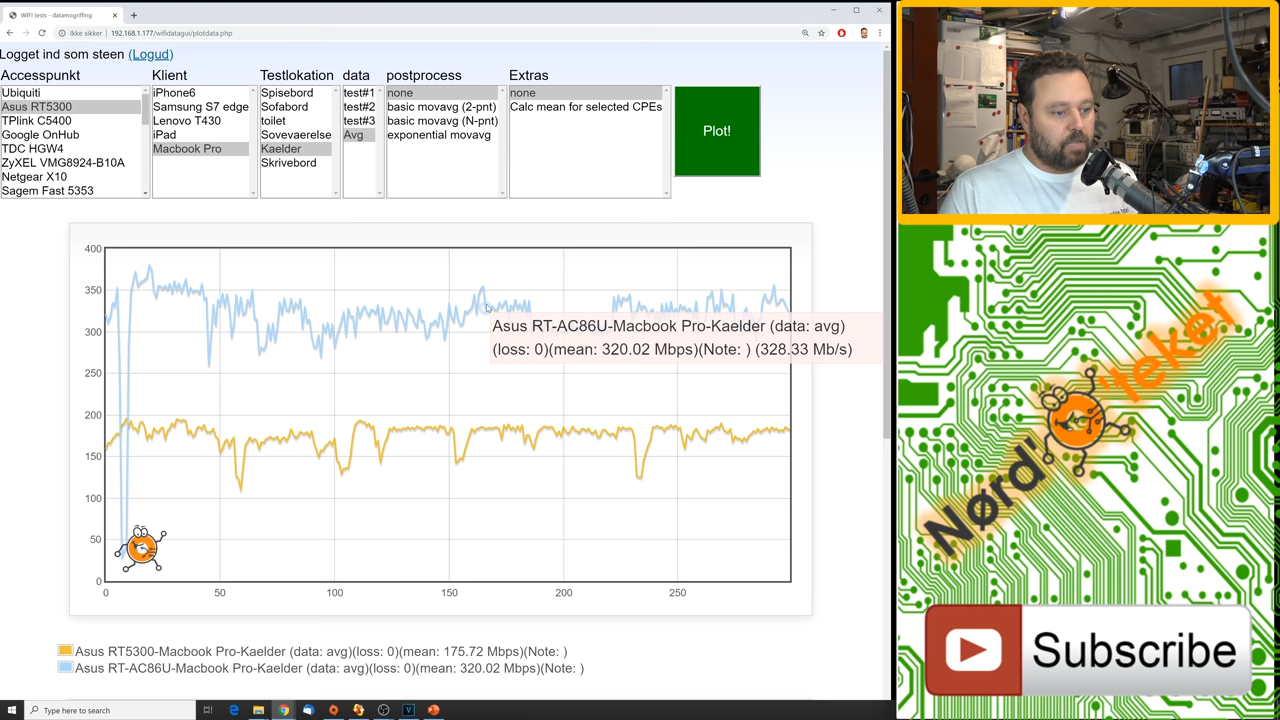 WIFI tests - datamogriffing
Ikke sikker
192.168.1.177/wifidatagui/plotdata.php
Logget ind som steen (Logud)
Accesspunkt
Klient
Testlokation
data
postprocess
Extras
Ubiquiti
Asus RT5300
TPlink C5400
Google OnHub
TDC HGW4
ZyXEL VMG8924-B10A
Netgear X10
Sagem Fast 5353
iPhone6
Samsung S7 edge
Lenovo T430
iPad
Macbook Pro
Spisebord
Sofabord
toilet
Sovevaerelse
Kaelder
Skrivebord
test#1
test#2
test#3
Avg
none
basic movavg (2-pnt)
basic movavg (N-pnt)
exponential movavg
none
Calc mean for selected CPEs
Plot!
400
350
300
250
200
150
100
50
0
0
50
100
150
200
250
Asus RT-AC86U-Macbook Pro-Kaelder (data: avg)
(loss: 0)(mean: 320.02 Mbps)(Note: ) (328.33 Mb/s)
Asus RT5300-Macbook Pro-Kaelder (data: avg)(loss: 0)(mean: 175.72 Mbps)(Note: )
Asus RT-AC86U-Macbook Pro-Kaelder (data: avg)(loss: 0)(mean: 320.02 Mbps)(Note: )
Type here to search
Nørd'teket
Subscribe